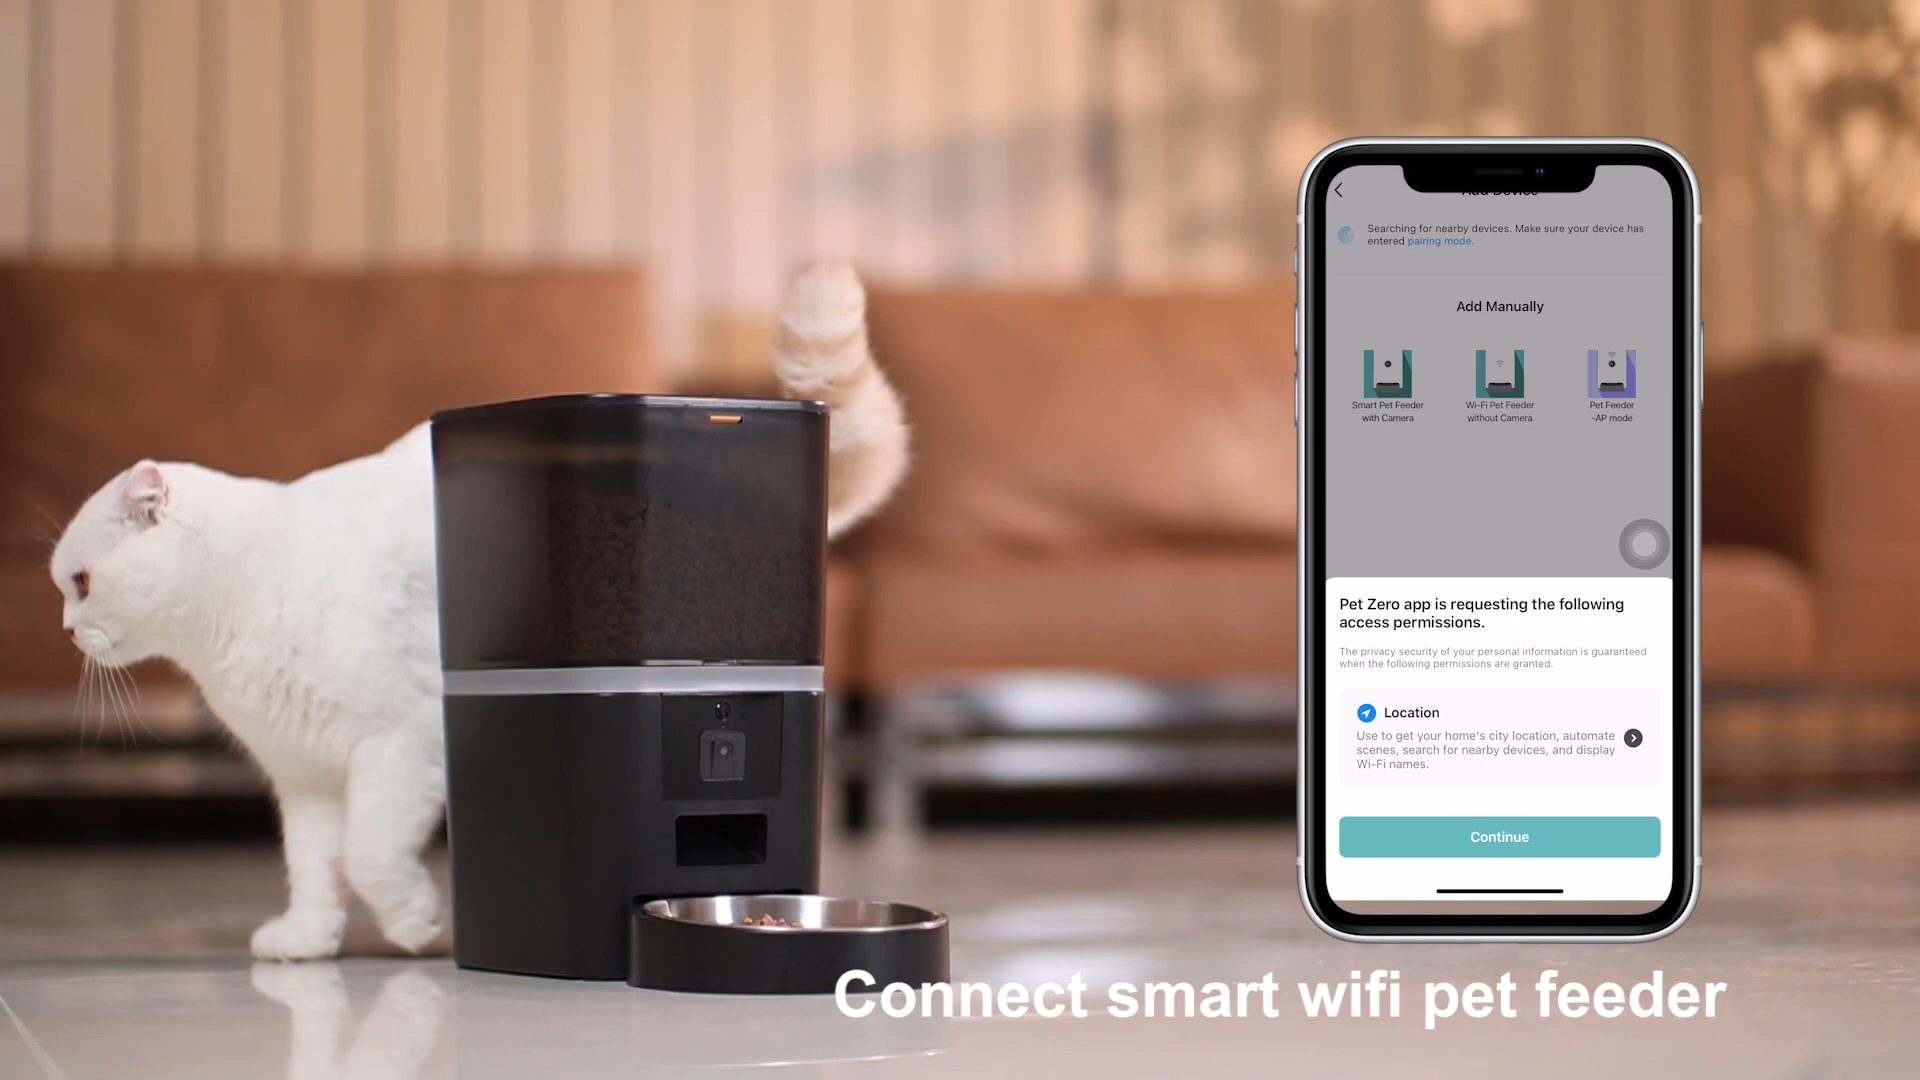 Add Device
Searching for nearby devices. Make sure your device has
entered pairing mode.
Add Manually
Smart Pet Feeder
with Camera
Wi-Fi Pet Feeder
without Camera
Pet Feeder
-AP mode
Pet Zero app is requesting the following
access permissions.
The privacy security of your personal information is guaranteed
when the following permissions are granted.
Location
Use to get your home's city location, automate
scenes, search for nearby devices, and display
Wi-Fi names.
Continue
Connect smart wifi pet feeder